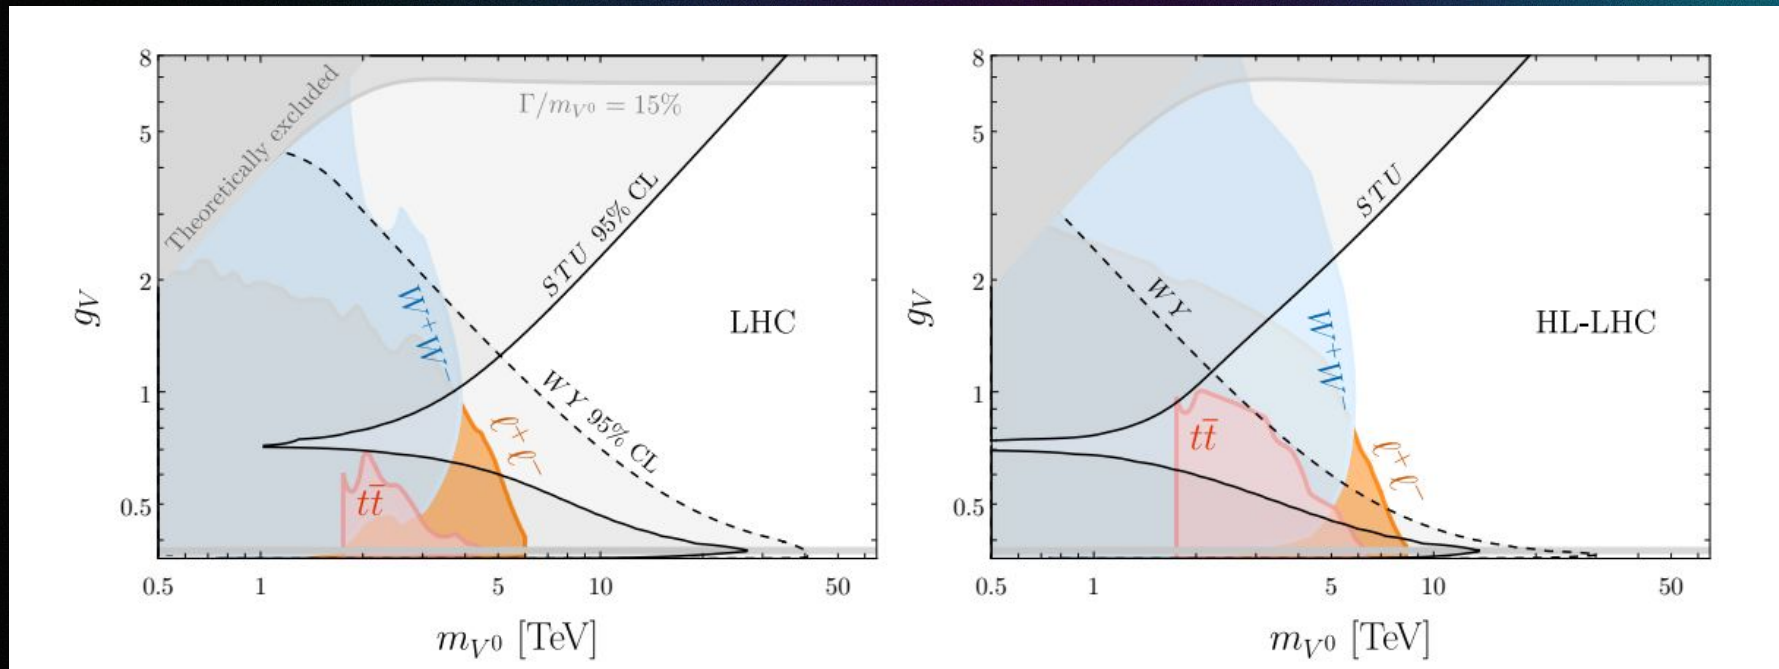 8
5
2
1
0.5
g_V
Theoretically excluded
Γ/m_{V^0} = 15%
STU 95% CL
W^+W^-
WY 95% CL
ℓ^+ℓ^-
tt̄
LHC
0.5 1 5 10 50
m_{V^0} [TeV]
8
5
2
1
0.5
g_V
STU
WY
W^+W^-
tt̄
ℓ^+ℓ^-
HL-LHC
0.5 1 5 10 50
m_{V^0} [TeV]